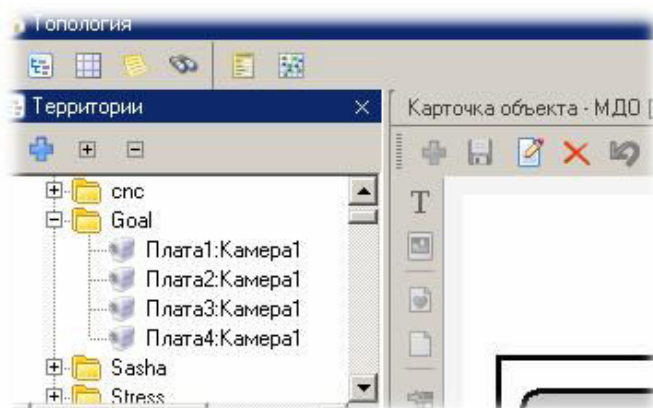 Топология
Территории
Карточка объекта - МДО [
T
cnc
Goal
Плата1:Камера1
Плата2:Камера1
Плата3:Камера1
Плата4:Камера1
Sasha
Stress